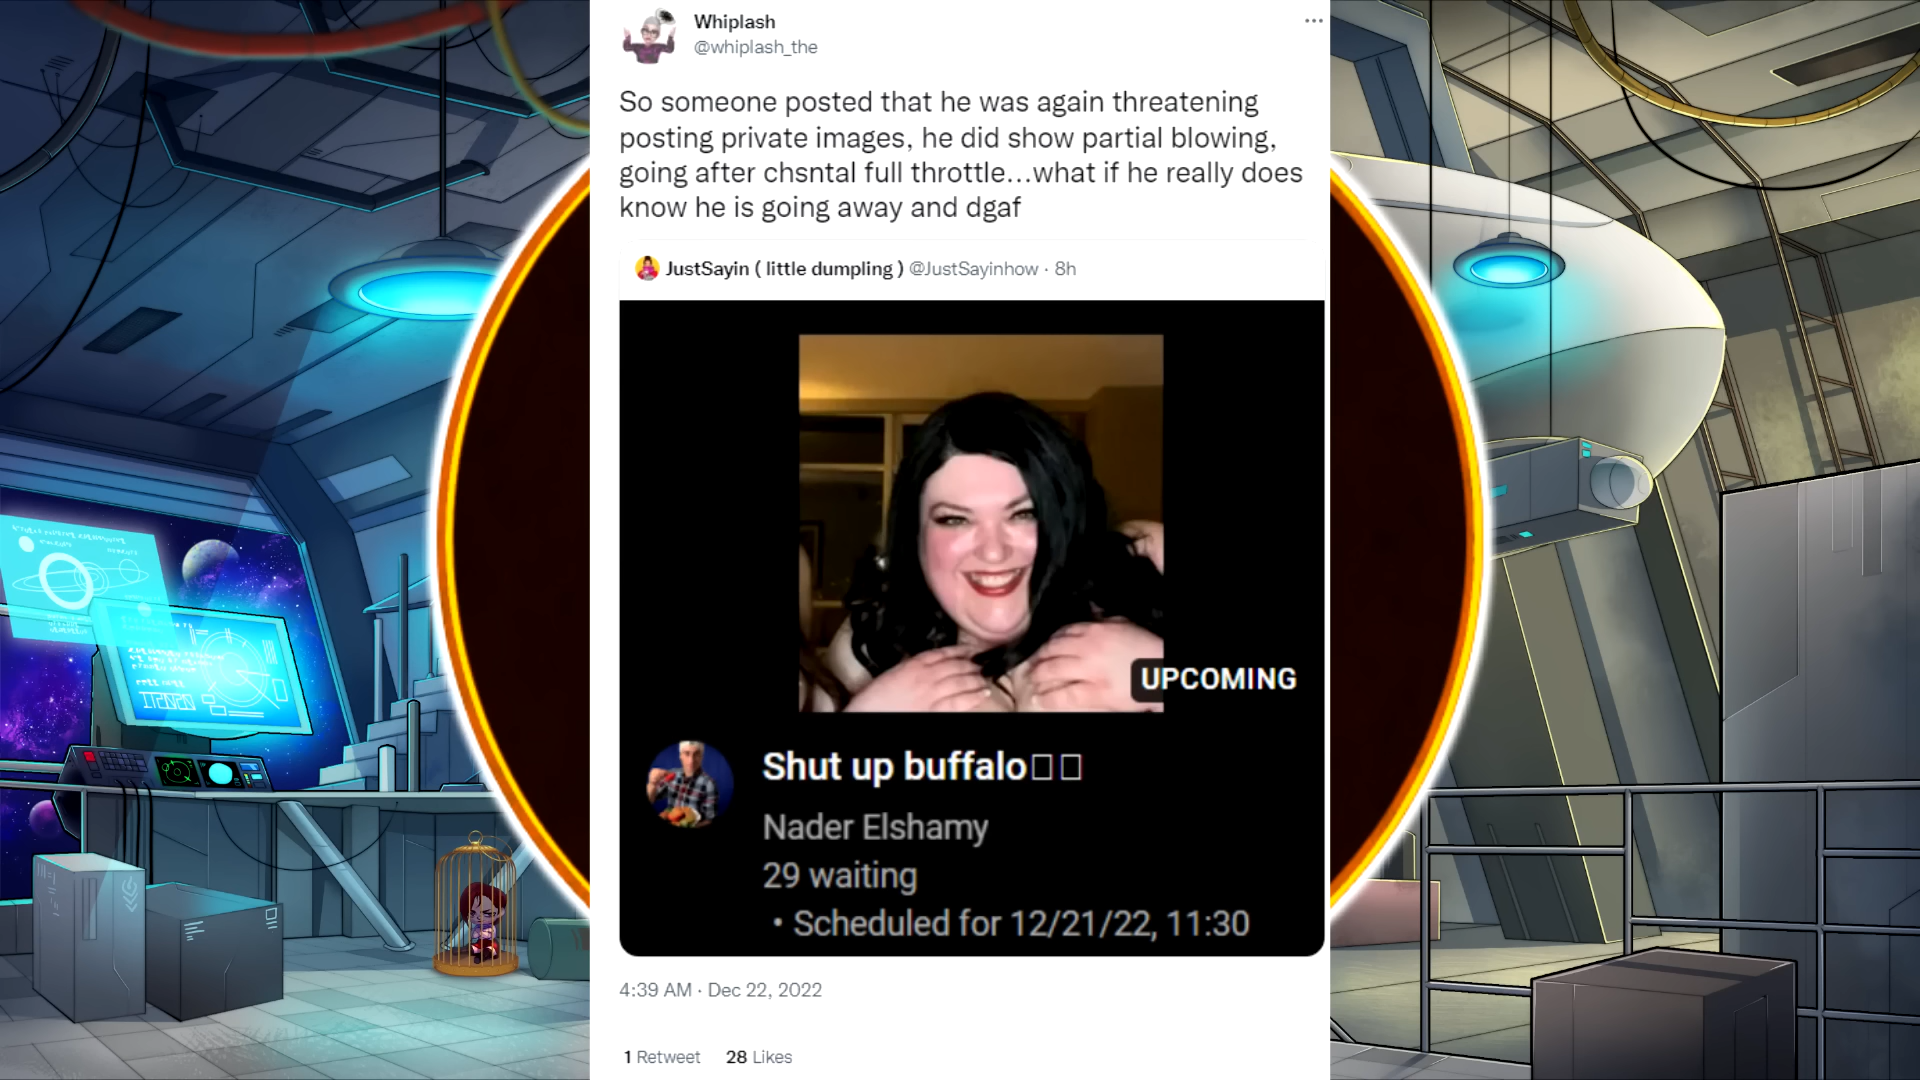 Whiplash
@whiplash_the
So someone posted that he was again threatening
posting private images, he did show partial blowing,
going after chsntal full throttle...what if he really does
know he is going away and dgaf
JustSayin ( little dumpling ) @JustSayinhow · 8h
UPCOMING
Shut up buffalo
Nader Elshamy
29 waiting
• Scheduled for 12/21/22, 11:30
4:39 AM · Dec 22, 2022
1 Retweet 28 Likes